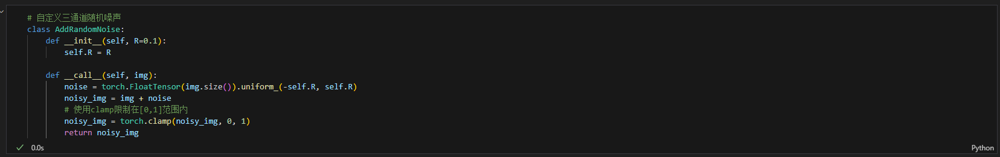 # 自定义三通道随机噪声
class AddRandomNoise:
    def __init__(self, R=0.1):
        self.R = R
    def __call__(self, img):
        noise = torch.FloatTensor(img.size()).uniform_(-self.R, self.R)
        noisy_img = img + noise
        # 使用clamp限制在[0,1]范围内
        noisy_img = torch.clamp(noisy_img, 0, 1)
        return noisy_img
0.0s
Python